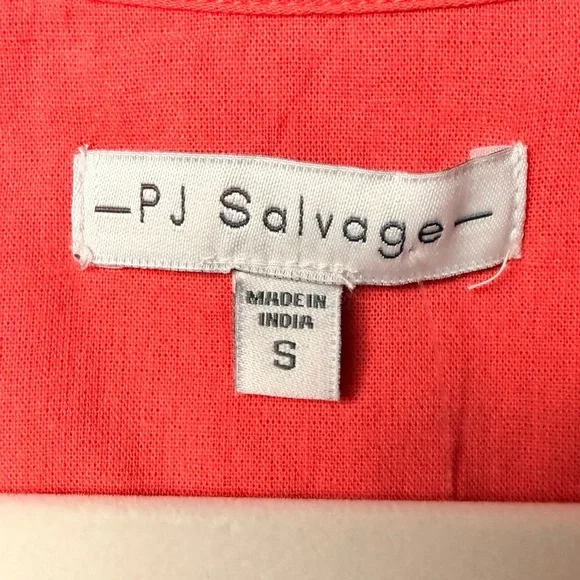 —PJ Salvage—
MADE IN
INDIA
S